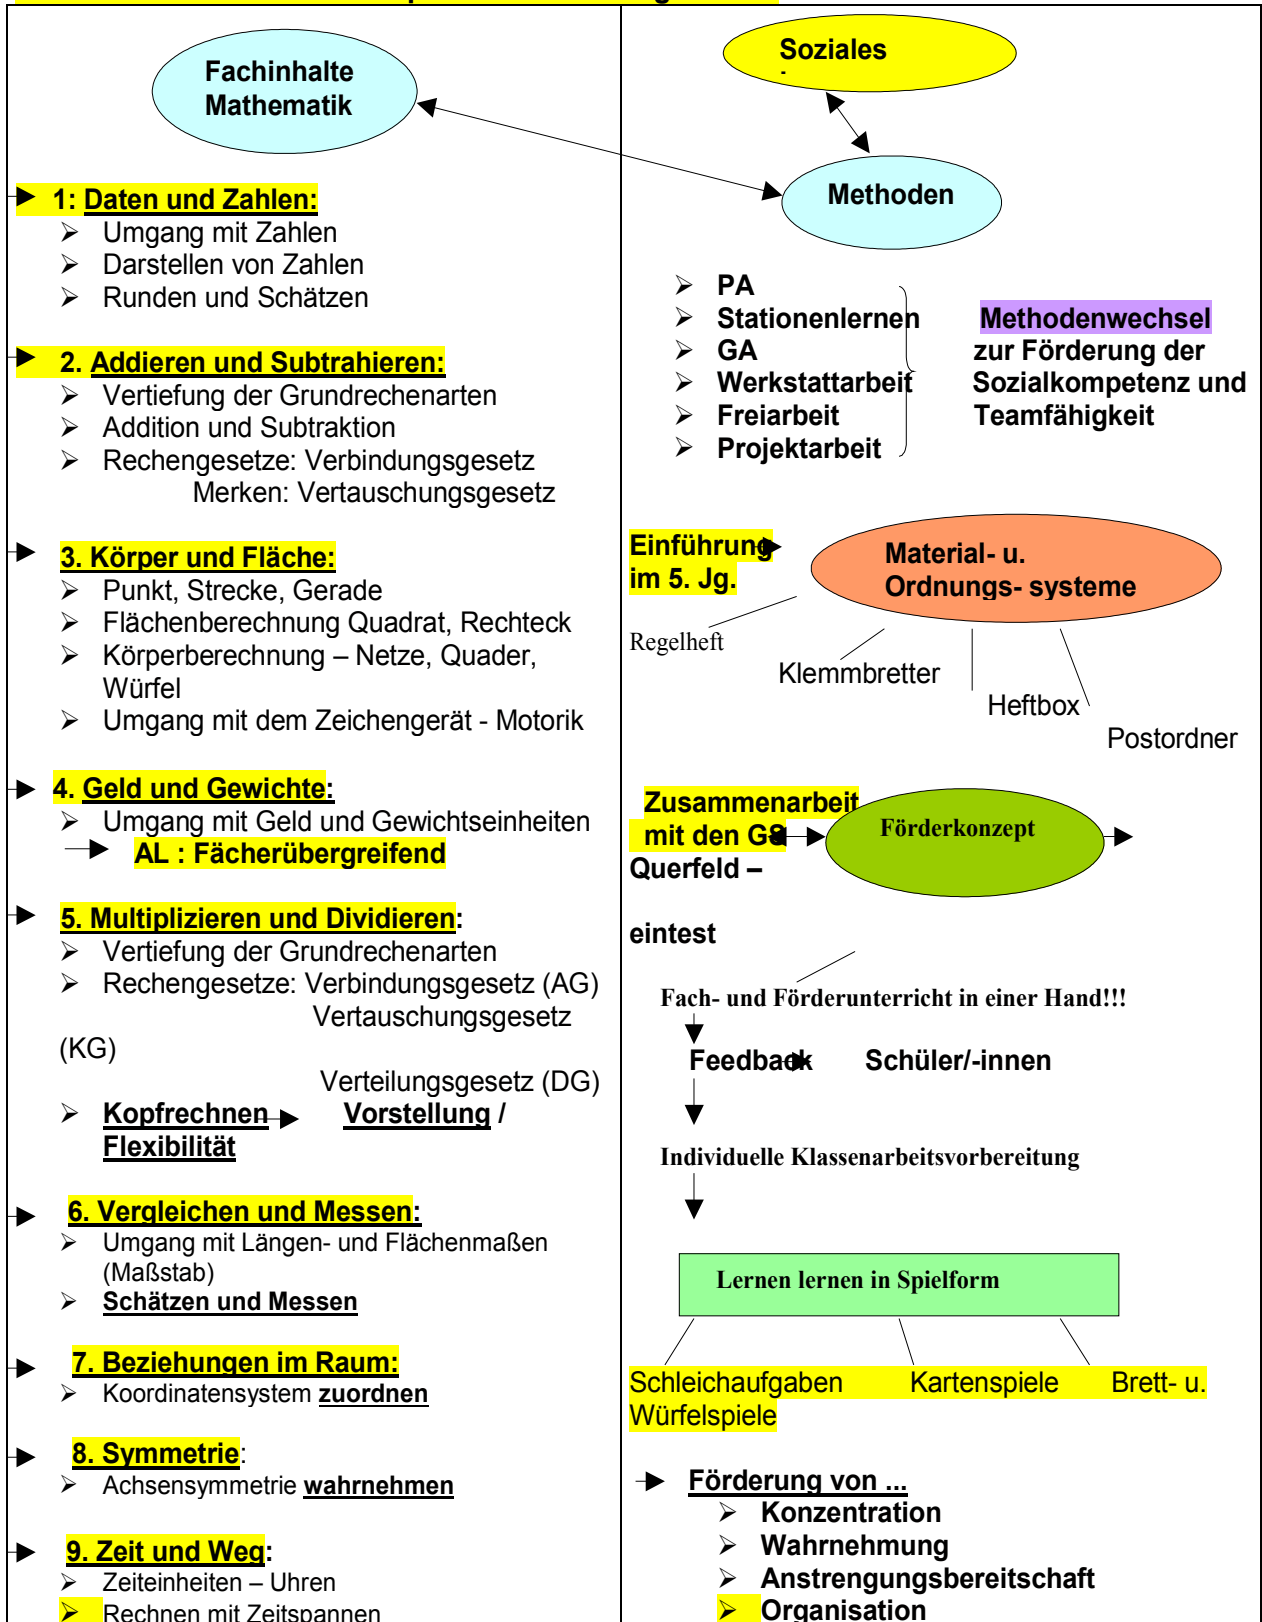 Fachinhalte
Mathematik
1: Daten und Zahlen:
➢ Umgang mit Zahlen
➢ Darstellen von Zahlen
➢ Runden und Schätzen
2. Addieren und Subtrahieren:
➢ Vertiefung der Grundrechenarten
➢ Addition und Subtraktion
➢ Rechengesetze: Verbindungsgesetz
Merken: Vertauschungsgesetz
3. Körper und Fläche:
➢ Punkt, Strecke, Gerade
➢ Flächenberechnung Quadrat, Rechteck
➢ Körperberechnung – Netze, Quader,
Würfel
➢ Umgang mit dem Zeichengerät - Motorik
4. Geld und Gewichte:
➢ Umgang mit Geld und Gewichtseinheiten
AL : Fächerübergreifend
5. Multiplizieren und Dividieren:
➢ Vertiefung der Grundrechenarten
➢ Rechengesetze: Verbindungsgesetz (AG)
Vertauschungsgesetz
(KG)
Verteilungsgesetz (DG)
➢ Kopfrechnen Vorstellung /
Flexibilität
6. Vergleichen und Messen:
➢ Umgang mit Längen- und Flächenmaßen
(Maßstab)
➢ Schätzen und Messen
7. Beziehungen im Raum:
➢ Koordinatensystem zuordnen
8. Symmetrie:
➢ Achsensymmetrie wahrnehmen
9. Zeit und Weg:
➢ Zeiteinheiten – Uhren
➢ Rechnen mit Zeitspannen
Soziales
Methoden
➢ PA
➢ Stationenlernen
➢ GA
➢ Werkstattarbeit
➢ Freiarbeit
➢ Projektarbeit
Methodenwechsel
zur Förderung der
Sozialkompetenz und
Teamfähigkeit
Einführung
im 5. Jg.
Material- u.
Ordnungs- systeme
Regelheft
Klemmbretter
Heftbox
Postordner
Zusammenarbeit
mit den GS
Querfeld –
eintest
Förderkonzept
Fach- und Förderunterricht in einer Hand!!!
Feedback Schüler/-innen
Individuelle Klassenarbeitsvorbereitung
Lernen lernen in Spielform
Schleichaufgaben Kartenspiele Brett- u.
Würfelspiele
Förderung von ...
➢ Konzentration
➢ Wahrnehmung
➢ Anstrengungsbereitschaft
➢ Organisation